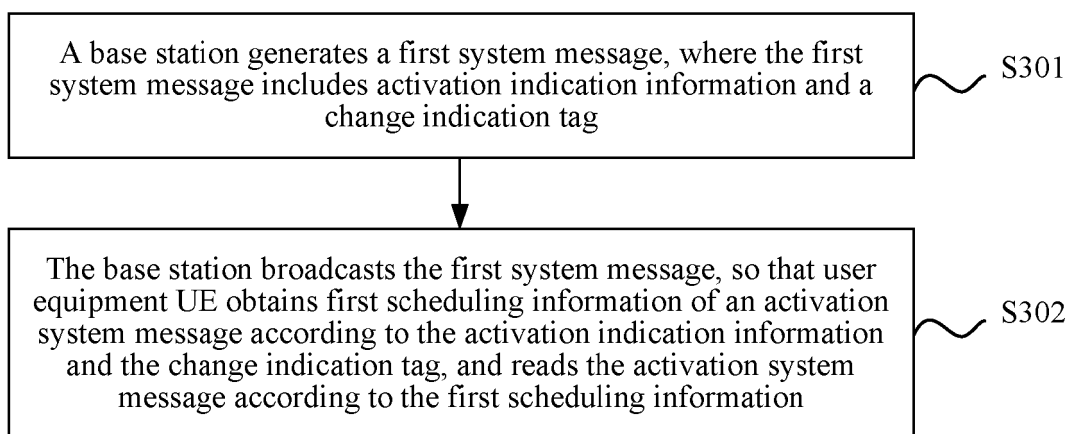 A base station generates a first system message, where the first
system message includes activation indication information and a
change indication tag
S301
The base station broadcasts the first system message, so that user
equipment UE obtains first scheduling information of an activation
system message according to the activation indication information
and the change indication tag, and reads the activation system
message according to the first scheduling information
S302